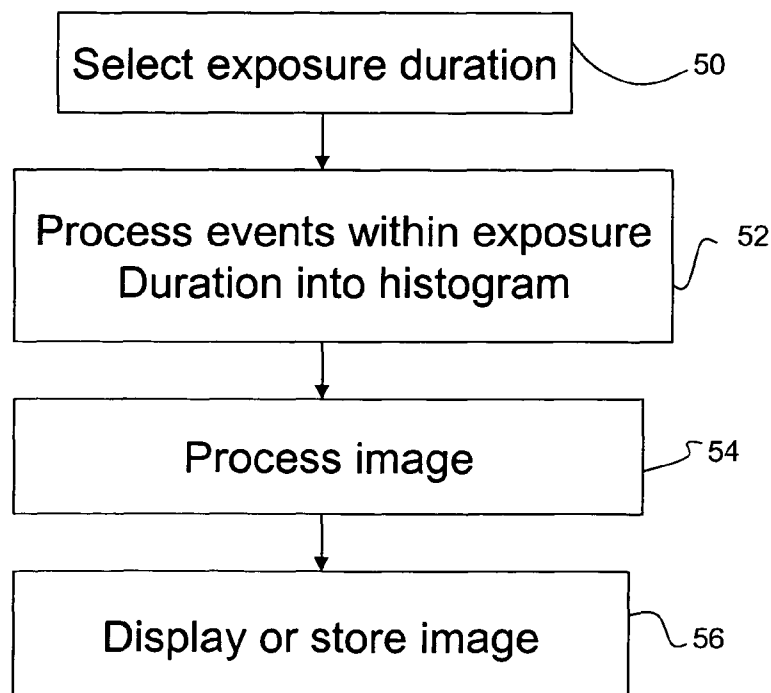 Select exposure duration
50
Process events within exposure
52
Duration into histogram
Process image
54
Display or store image
56